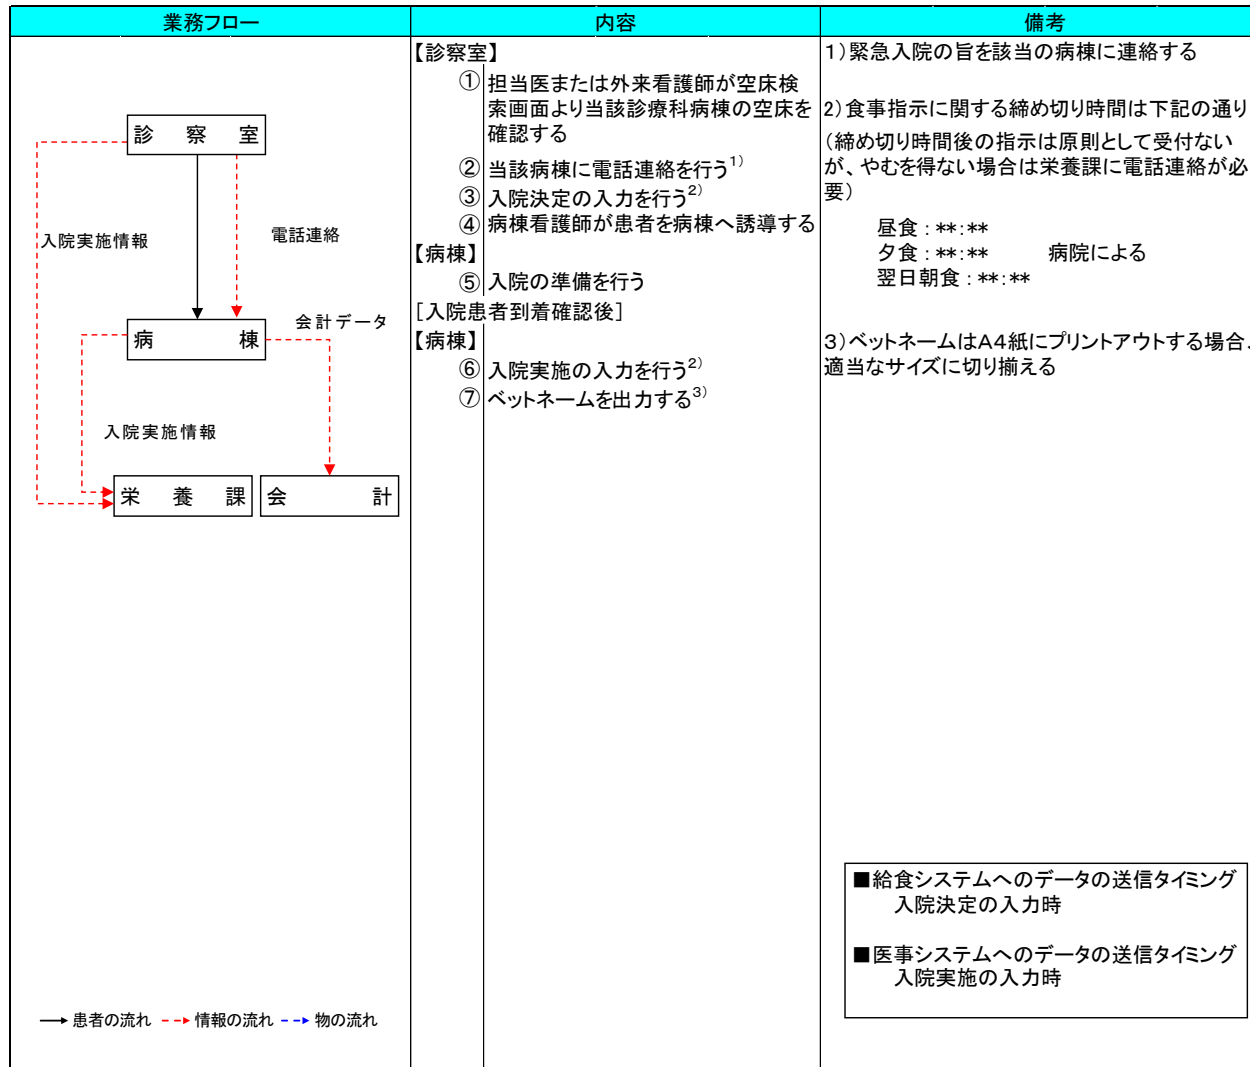 業務フロー
内容
備考
診 察 室
入院実施情報
電話連絡
病 棟
会計データ
入院実施情報
栄 養 課
会 計
→ 患者の流れ --→ 情報の流れ --→ 物の流れ
【診察室】
① 担当医または外来看護師が空床検
索画面より当該診療科病棟の空床を
確認する
② 当該病棟に電話連絡を行う1)
③ 入院決定の入力を行う2)
④ 病棟看護師が患者を病棟へ誘導する
【病棟】
⑤ 入院の準備を行う
[入院患者到着確認後]
【病棟】
⑥ 入院実施の入力を行う2)
⑦ ベットネームを出力する3)
1)緊急入院の旨を該当の病棟に連絡する
2)食事指示に関する締め切り時間は下記の通り
(締め切り時間後の指示は原則として受付ない
が、やむを得ない場合は栄養課に電話連絡が必
要)
昼食:**:**
夕食:**:** 病院による
翌日朝食:**:**
3)ベットネームはA4紙にプリントアウトする場合、
適当なサイズに切り揃える
■給食システムへのデータの送信タイミング
入院決定の入力時
■医事システムへのデータの送信タイミング
入院実施の入力時